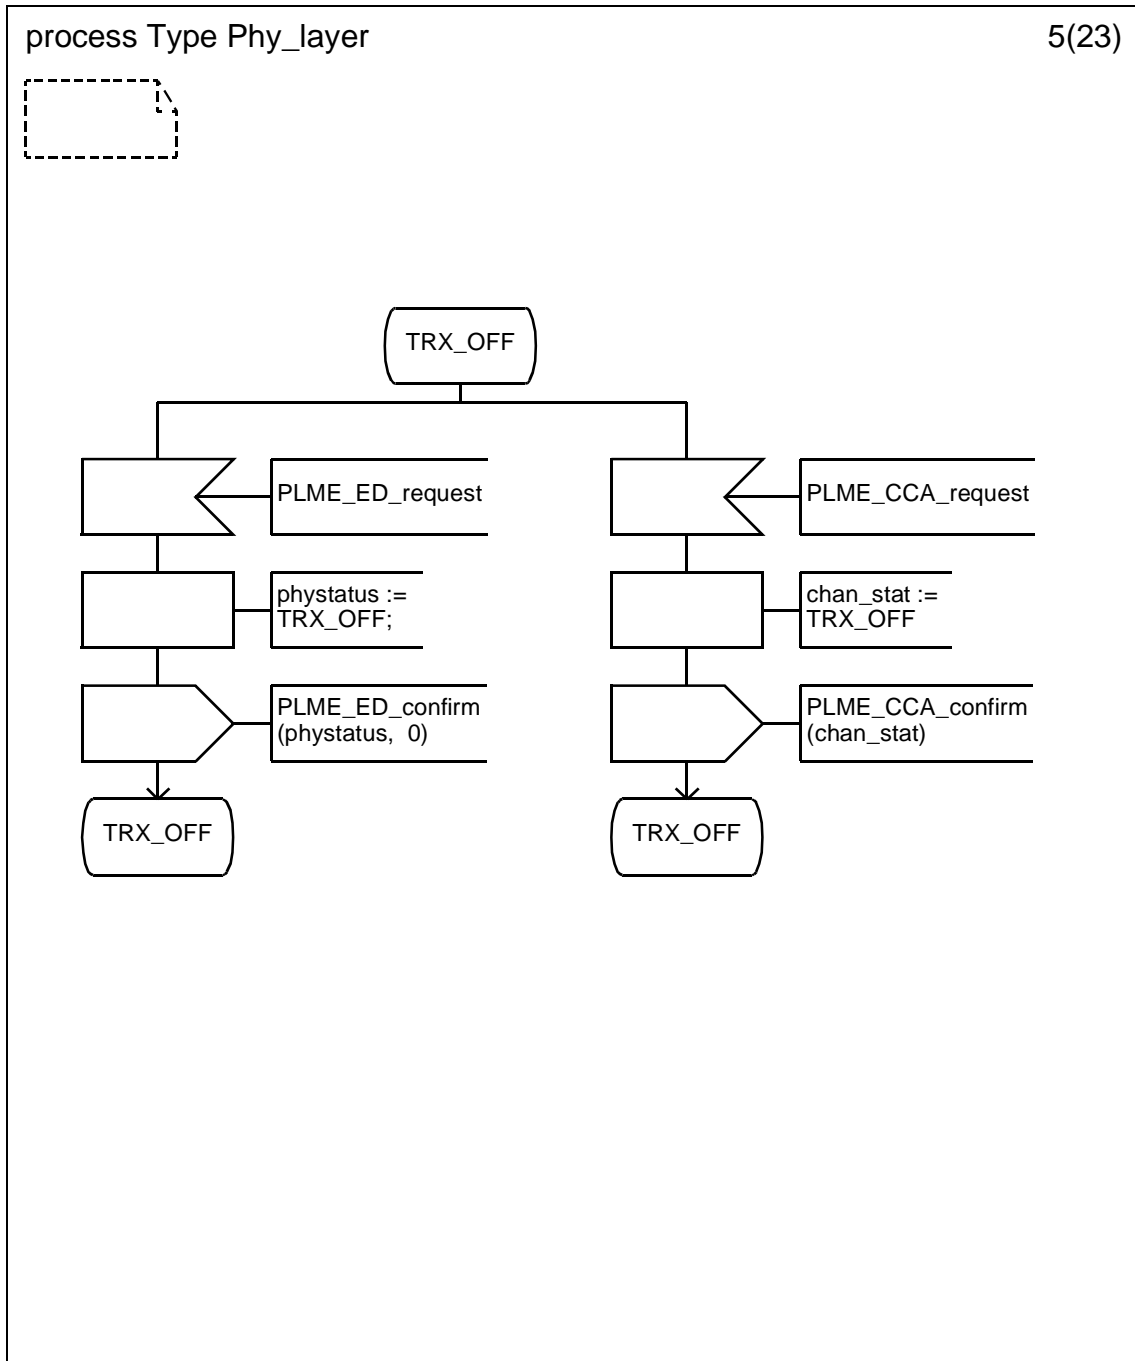 process Type Phy_layer
5(23)
TRX_OFF
PLME_ED_request
PLME_CCA_request
phystatus :=
TRX_OFF;
chan_stat :=
TRX_OFF
PLME_ED_confirm
(phystatus,  0)
PLME_CCA_confirm
(chan_stat)
TRX_OFF
TRX_OFF